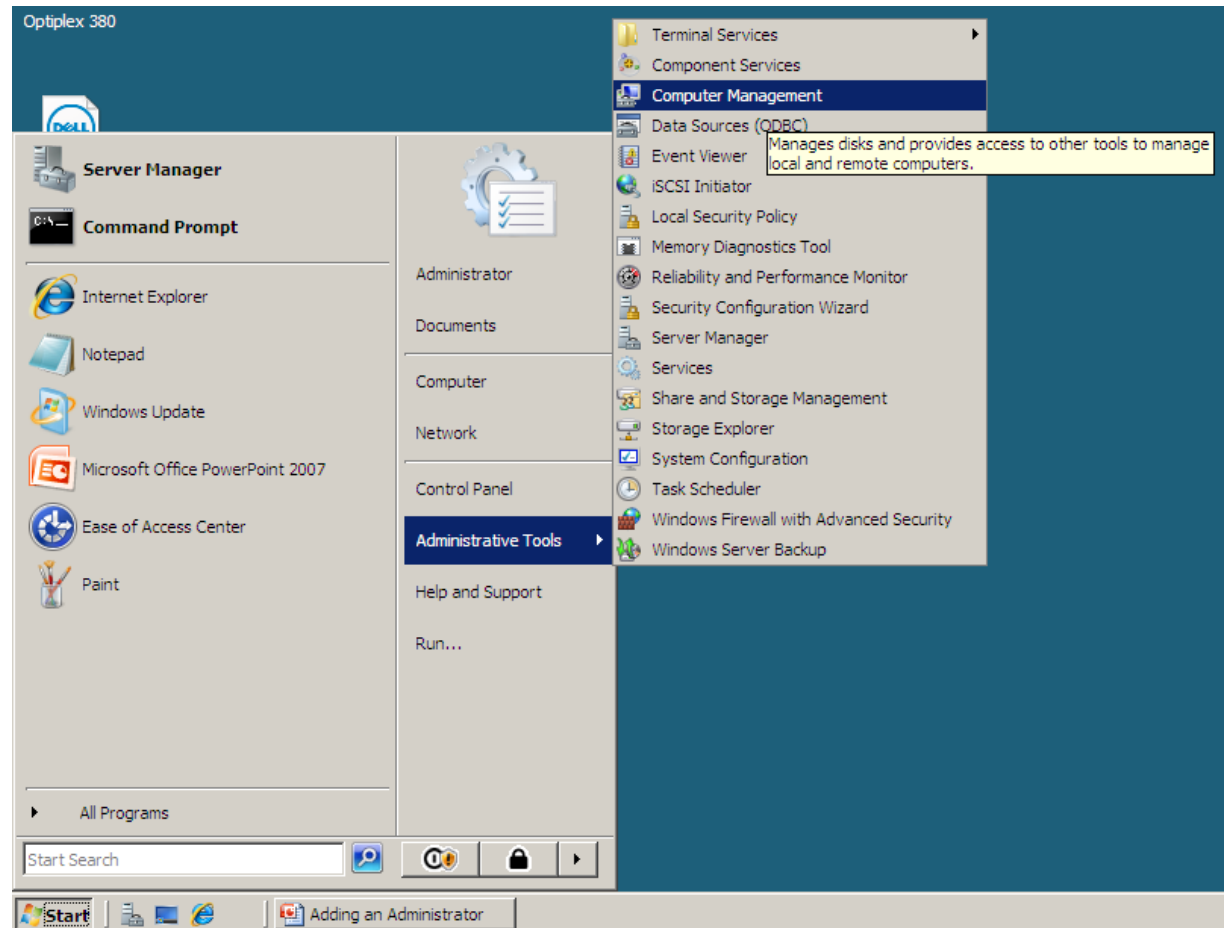 Optiplex 380
DELL
Server Manager
Command Prompt
Internet Explorer
Notepad
Windows Update
Microsoft Office PowerPoint 2007
Ease of Access Center
Paint
All Programs
Start Search
Administrator
Documents
Computer
Network
Control Panel
Administrative Tools
Help and Support
Run...
Terminal Services
Component Services
Computer Management
Data Sources (ODBC)
Manages disks and provides access to other tools to manage
local and remote computers.
Event Viewer
iSCSI Initiator
Local Security Policy
Memory Diagnostics Tool
Reliability and Performance Monitor
Security Configuration Wizard
Server Manager
Services
Share and Storage Management
Storage Explorer
System Configuration
Task Scheduler
Windows Firewall with Advanced Security
Windows Server Backup
Start
Adding an Administrator